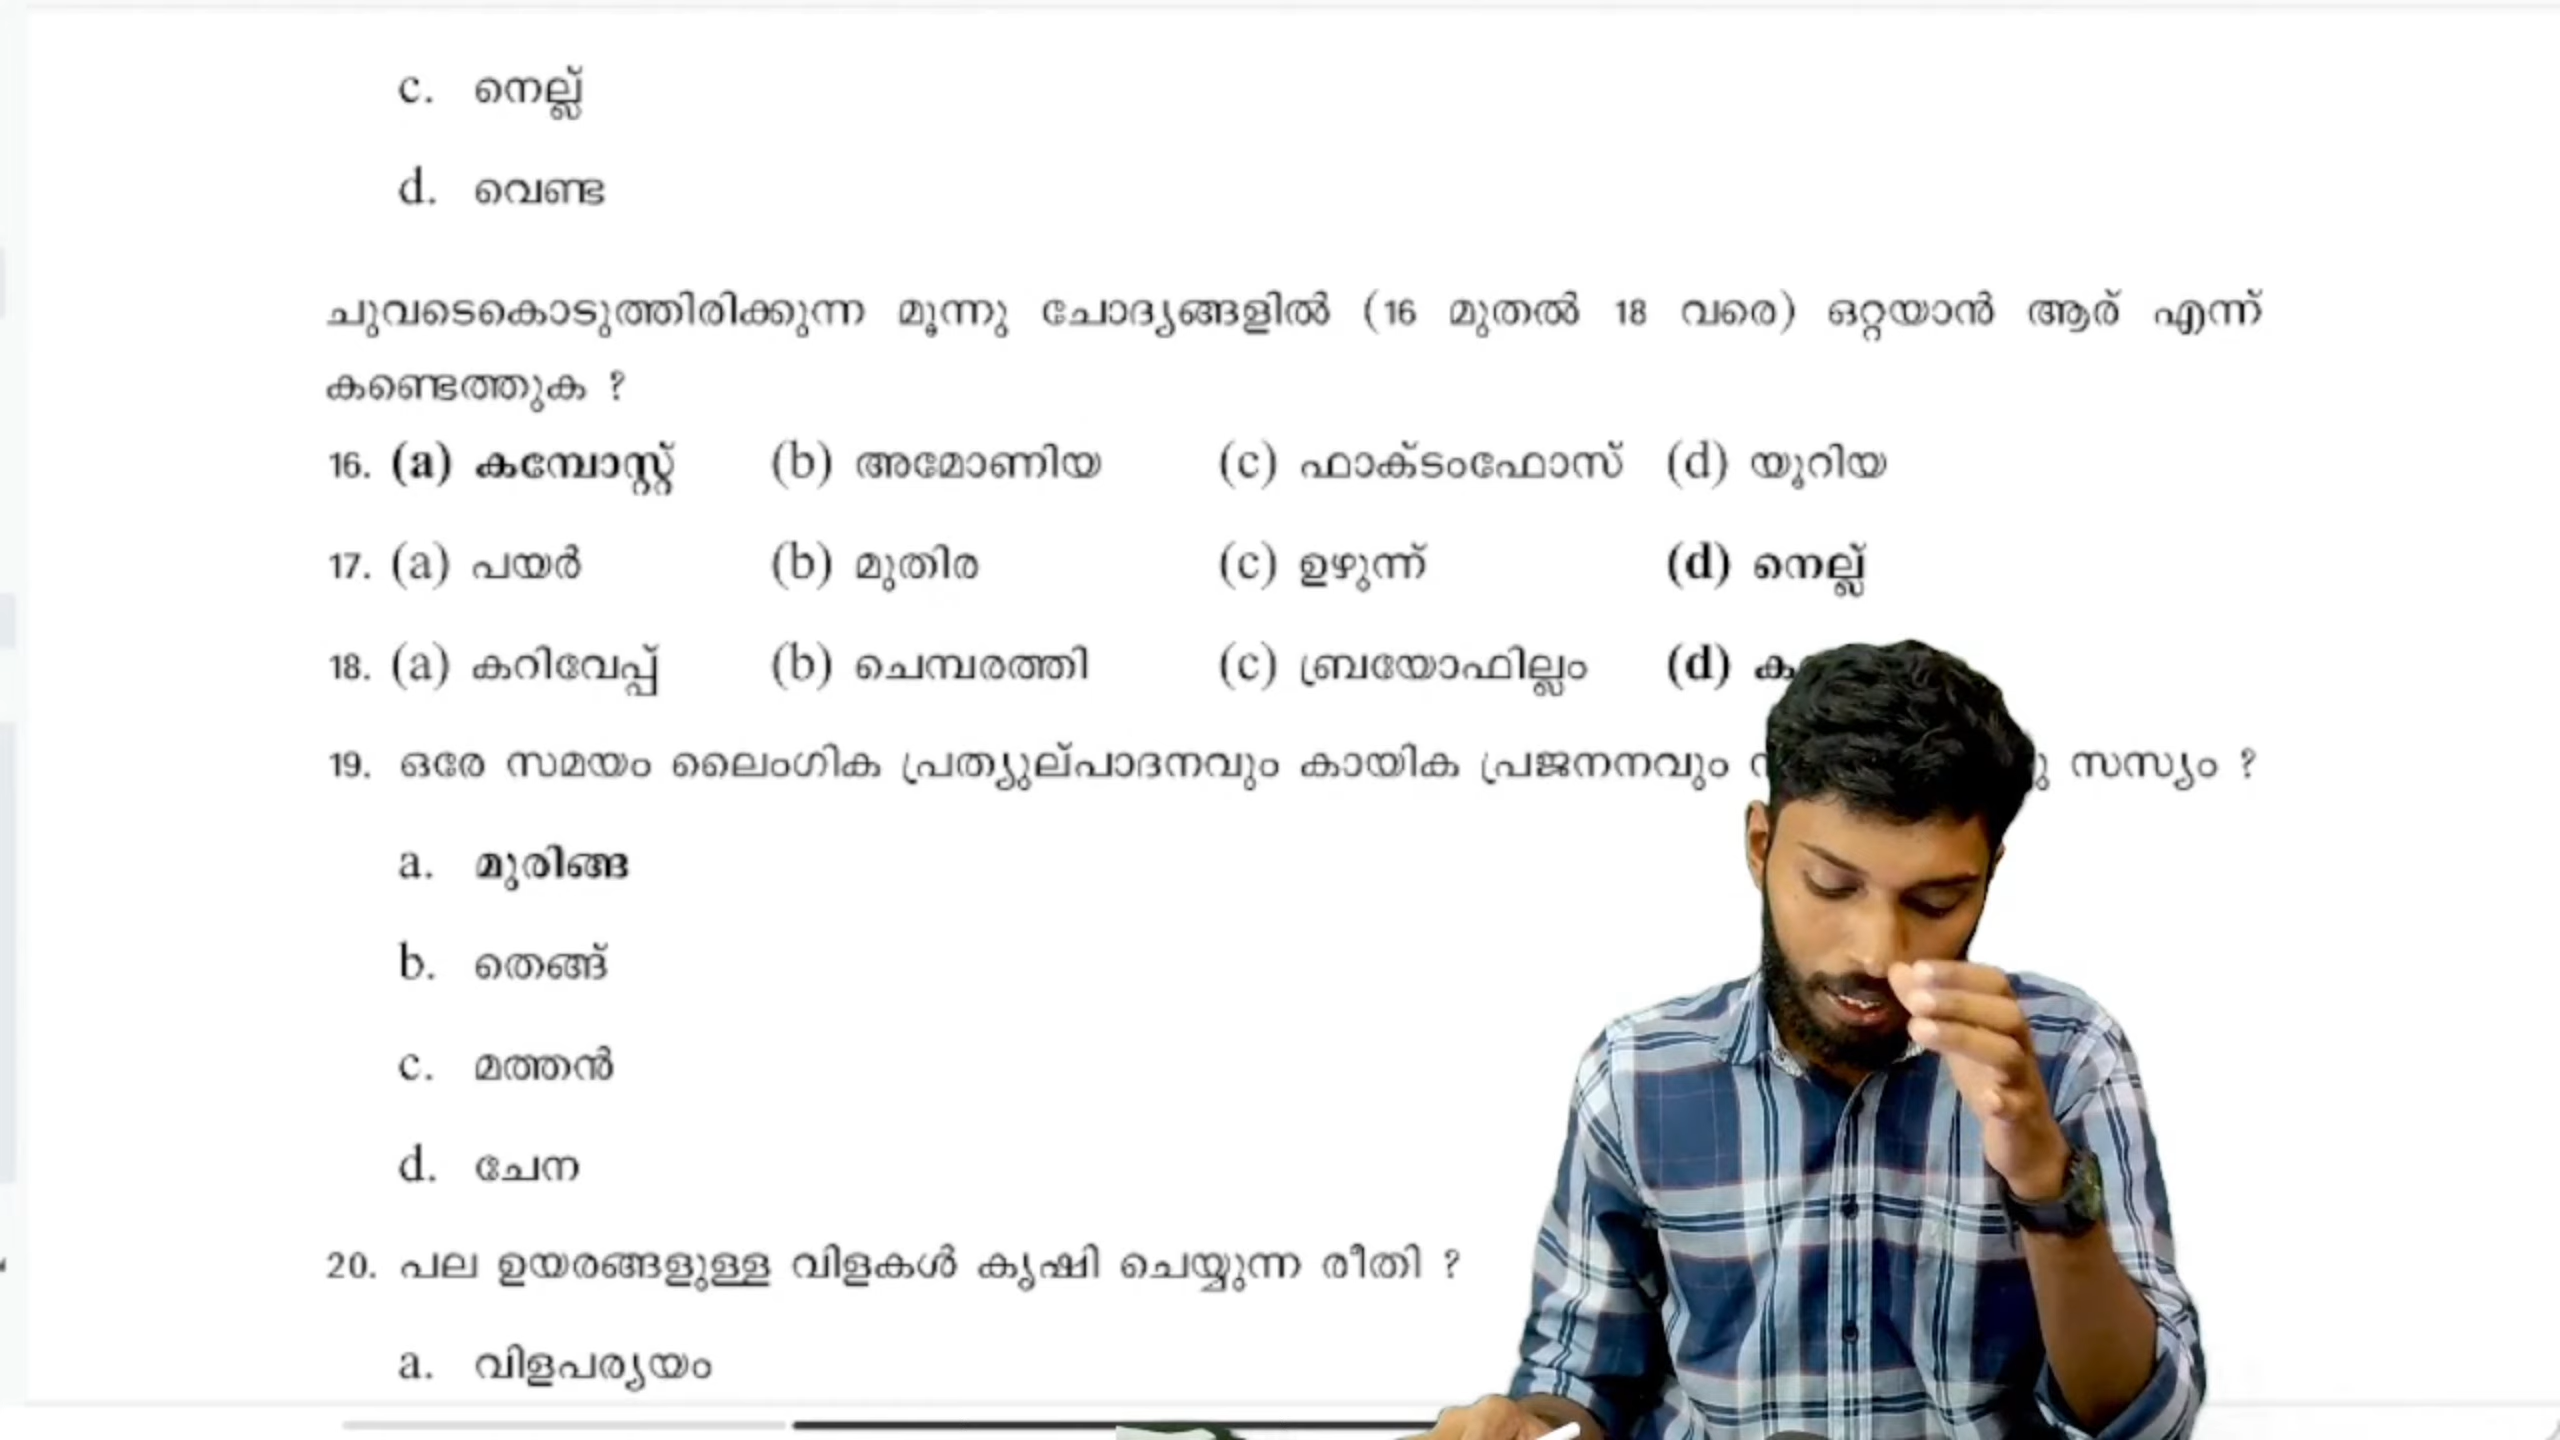 c. നെല്ല്
d. വെണ്ട
ചുവടെകൊടുത്തിരിക്കുന്ന മൂന്നു ചോദ്യങ്ങളിൽ (16 മുതൽ 18 വരെ) ഒറ്റയാൻ ആര് എന്ന്
കണ്ടെത്തുക ?
16. (a) കമ്പോസ്റ്റ് (b) അമോണിയ (c) ഫാക്ടംഫോസ് (d) യൂറിയ
17. (a) പയർ (b) മുതിര (c) ഉഴുന്ന് (d) നെല്ല്
18. (a) കറിവേപ്പ് (b) ചെമ്പരത്തി (c) ബ്രയോഫില്ലം (d)
19. ഒരേ സമയം ലൈംഗിക പ്രത്യുല്പാദനവും കായിക പ്രജനനവും സസ്യം ?
a. മുരിങ്ങ
b. തെങ്ങ്
c. മത്തൻ
d. ചേന
20. പല ഉയരങ്ങളുള്ള വിളകൾ കൃഷി ചെയ്യുന്ന രീതി ?
a. വിളപര്യയം